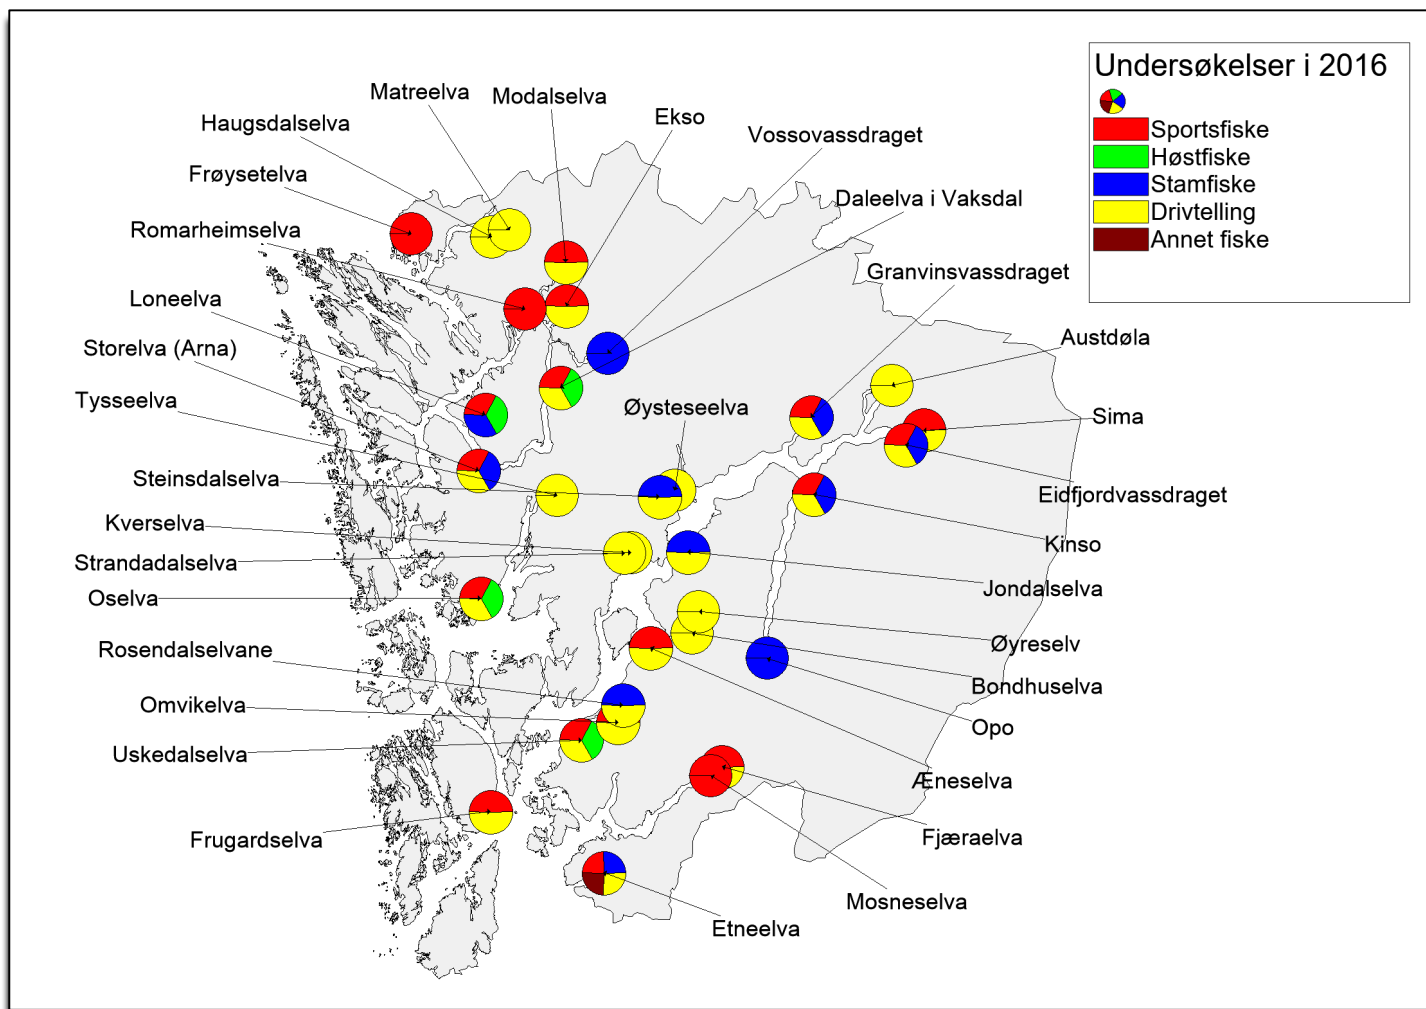 Undersøkelser i 2016
Sportsfiske
Høstfiske
Stamfiske
Drivtelling
Annet fiske
Matreelva
Modalselva
Ekso
Haugsdalselva
Vossovassdraget
Frøysetelva
Daleelva i Vaksdal
Romarheimselva
Granvinsvassdraget
Loneelva
Austdøla
Storelva (Arna)
Tysseelva
Øysteseelva
Sima
Steinsdalselva
Eidfjordvassdraget
Kverselva
Kinso
Strandadalselva
Jondalselva
Oselva
Øyreselv
Rosendalselvane
Bondhuselva
Omvikelva
Opo
Uskedalselva
Æneselva
Frugardselva
Fjæraelva
Mosneselva
Etneelva